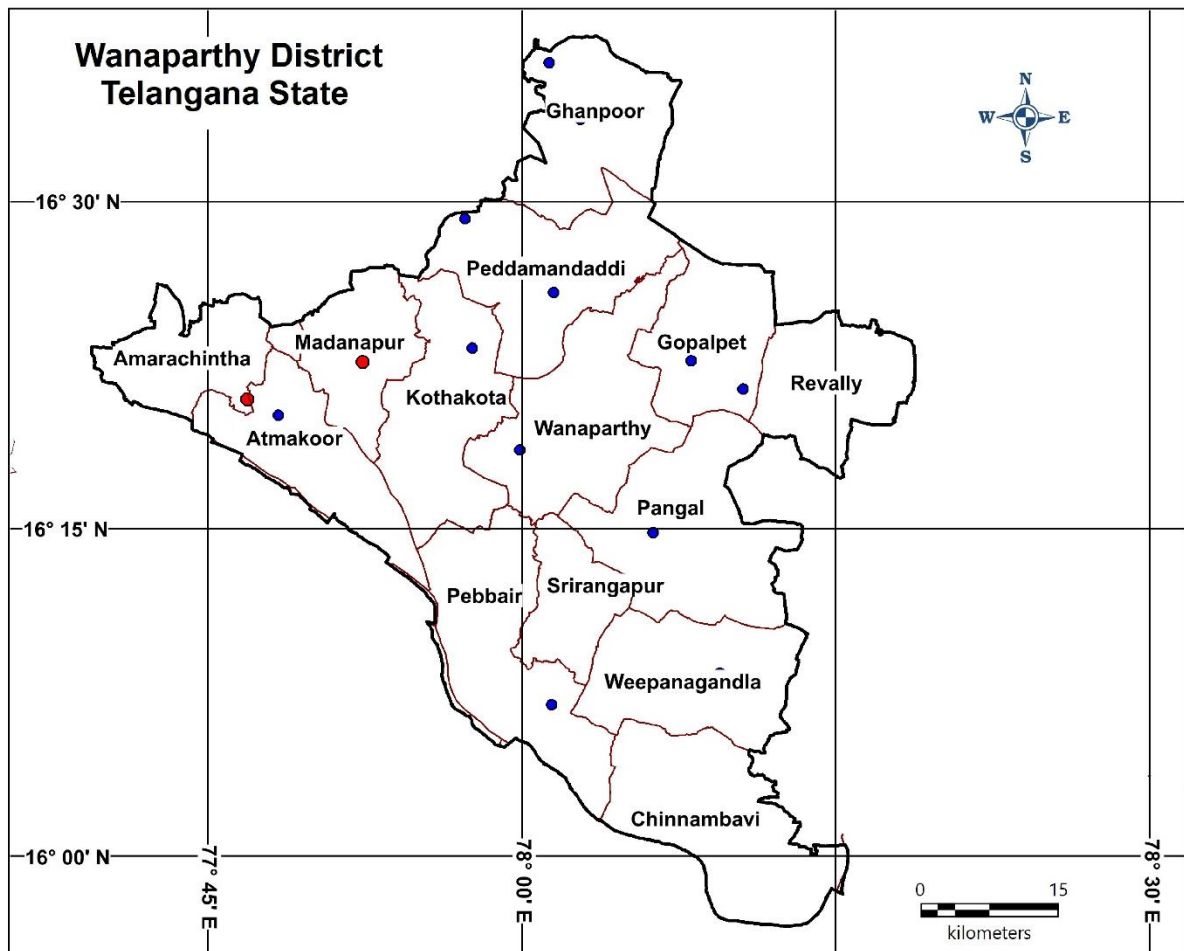 Wanaparthy District
Telangana State
N
W
E
S
Ghanpoor
16° 30' N
Peddamandaddi
Madanapur
Amarachintha
Gopalpet
Revally
Kothakota
Wanaparthy
Atmakoor
Pangal
16° 15' N
Srirangapur
Pebbair
Weepanagandla
Chinnambavi
16° 00' N
77° 45' E
78° 00' E
78° 30' E
0
15
kilometers